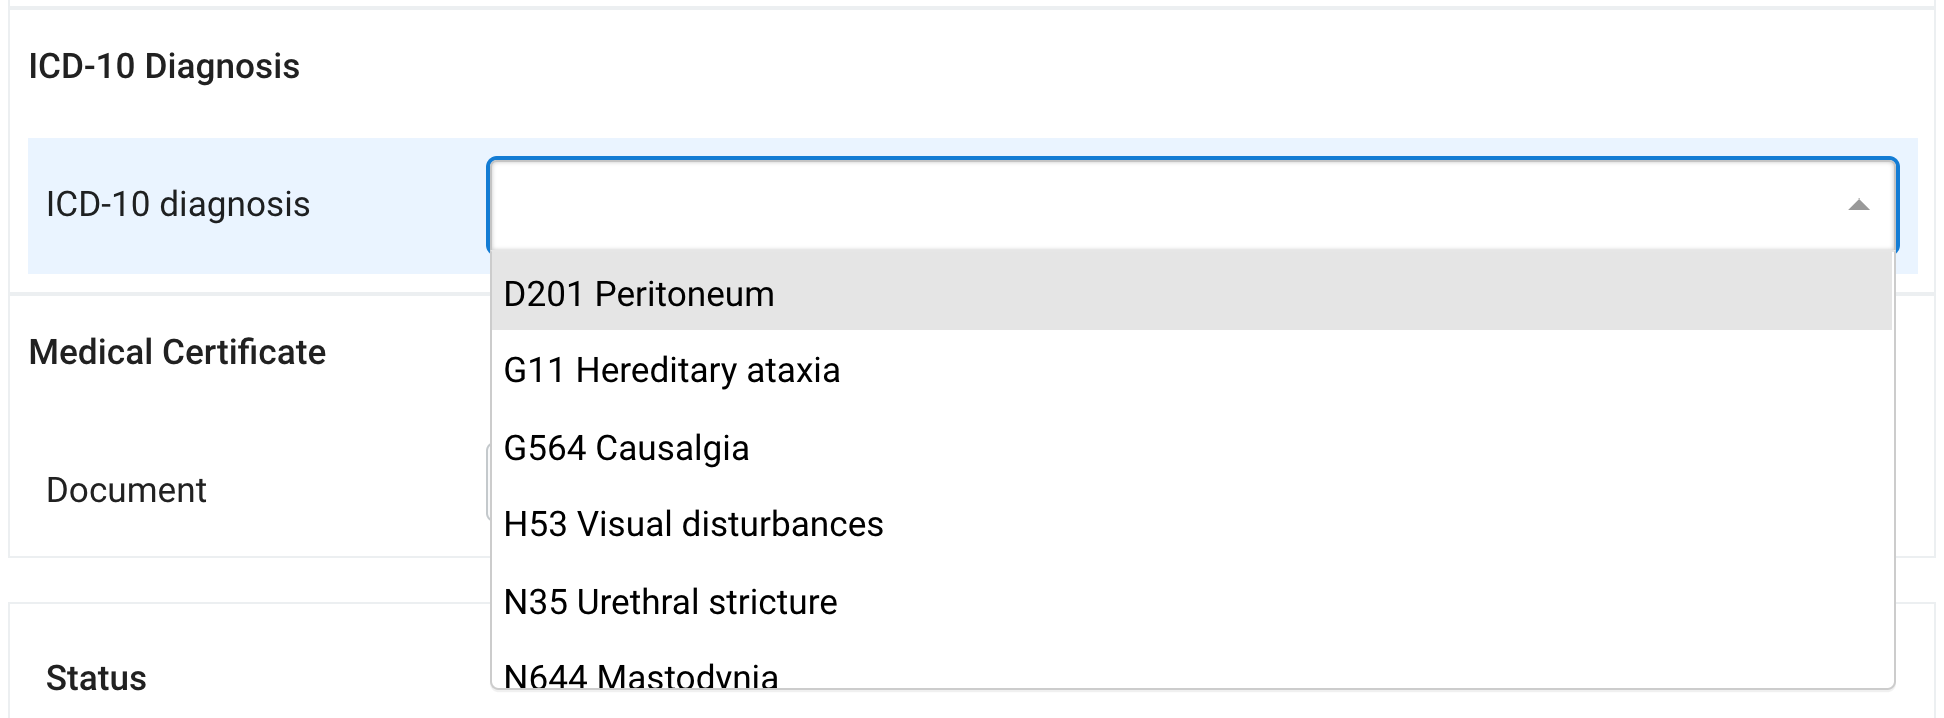 ICD-10 Diagnosis
ICD-10 diagnosis
D201 Peritoneum
G11 Hereditary ataxia
Medical Certificate
G564 Causalgia
Document
H53 Visual disturbances
N35 Urethral stricture
N644 Mastodynia
Status